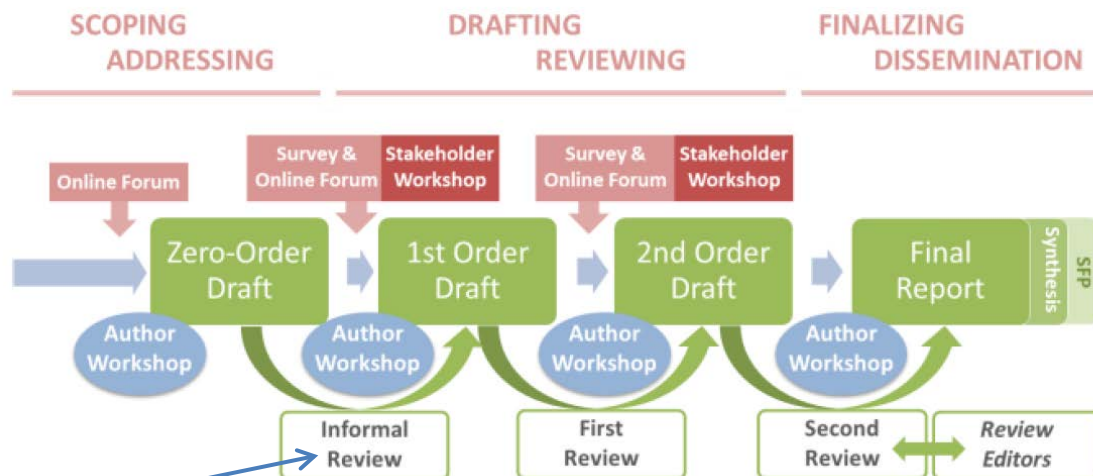 SCOPING
ADDRESSING
DRAFTING
REVIEWING
FINALIZING
DISSEMINATION
Online Forum
Survey &
Online Forum
Stakeholder
Workshop
Survey &
Online Forum
Stakeholder
Workshop
Zero-Order
Draft
1st Order
Draft
2nd Order
Draft
Final
Report
Synthesis
SFP
Author
Workshop
Author
Workshop
Author
Workshop
Author
Workshop
Informal
Review
First
Review
Second
Review
Review
Editors